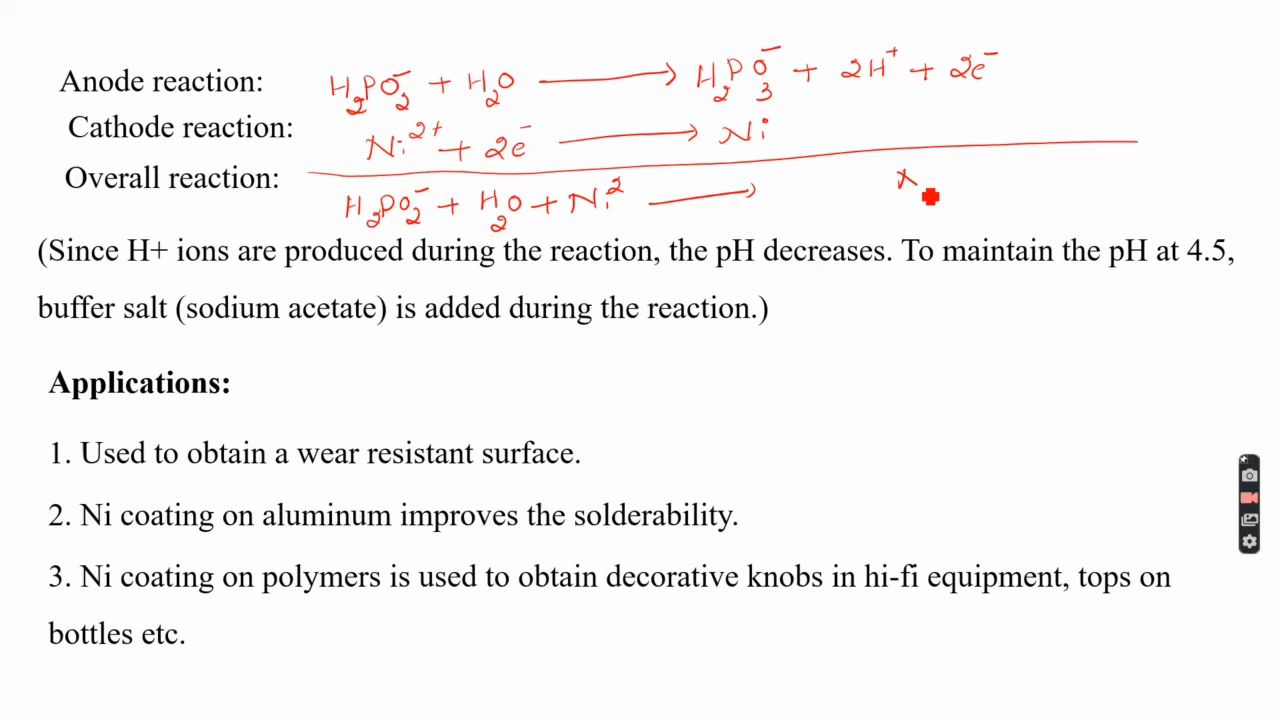 Anode reaction: H₂PO₂⁻ + H₂O ⟶ H₂PO₃⁻ + 2H⁺ + 2e⁻
Cathode reaction: Ni²⁺ + 2e⁻ ⟶ Ni
Overall reaction: H₂PO₂⁻ + H₂O + Ni² ⟶
(Since H+ ions are produced during the reaction, the pH decreases. To maintain the pH at 4.5,
buffer salt (sodium acetate) is added during the reaction.)
Applications:
1. Used to obtain a wear resistant surface.
2. Ni coating on aluminum improves the solderability.
3. Ni coating on polymers is used to obtain decorative knobs in hi-fi equipment, tops on
bottles etc.